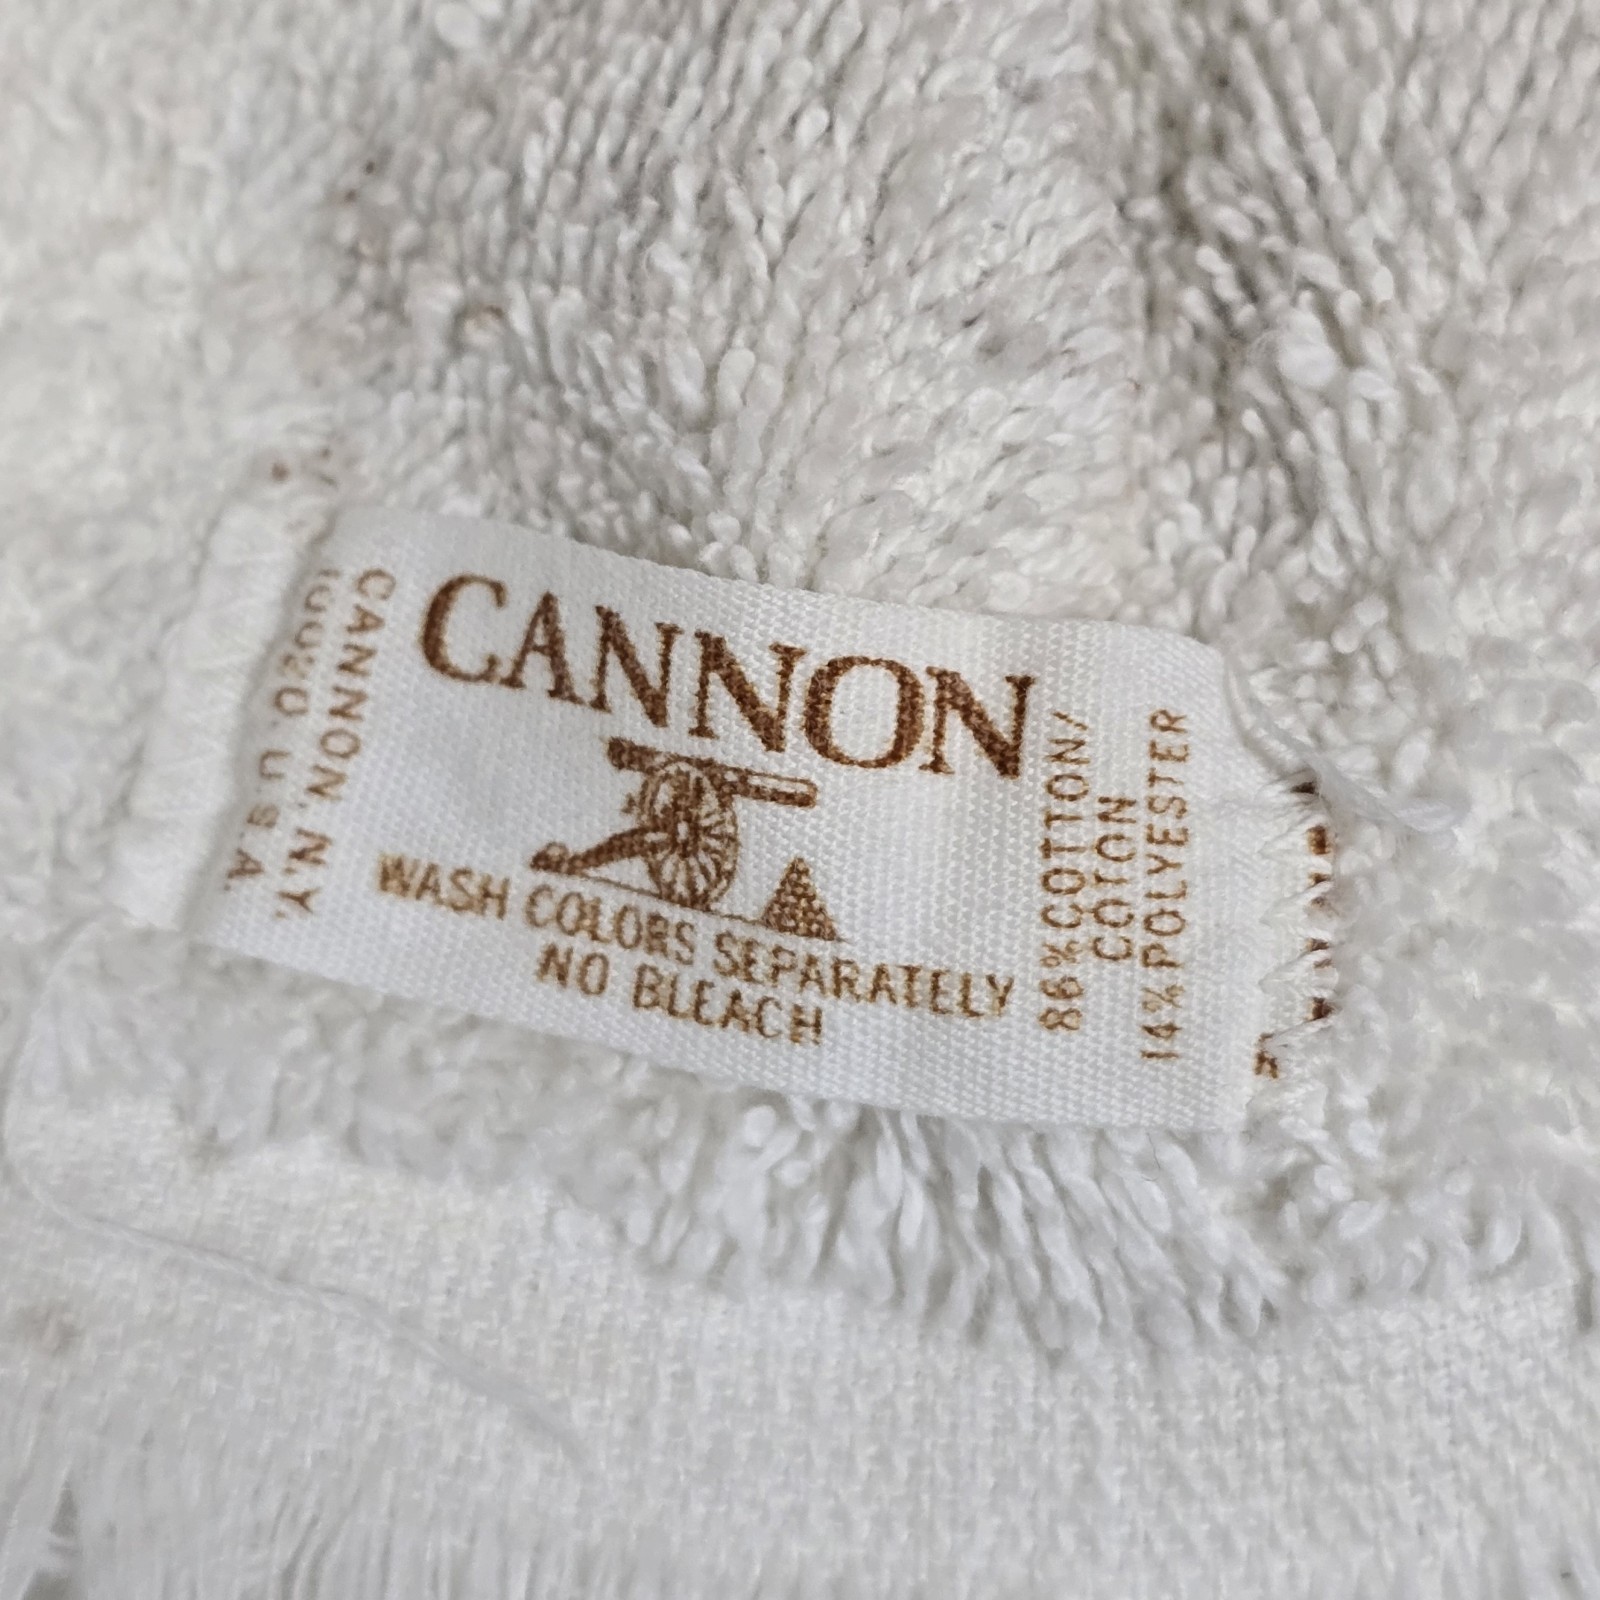 CANNON
WASH COLORS SEPARATELY
NO BLEACH
CANNON, N.Y.
10020, U.S.A.
86% COTTON/
COTON
14% POLYESTER